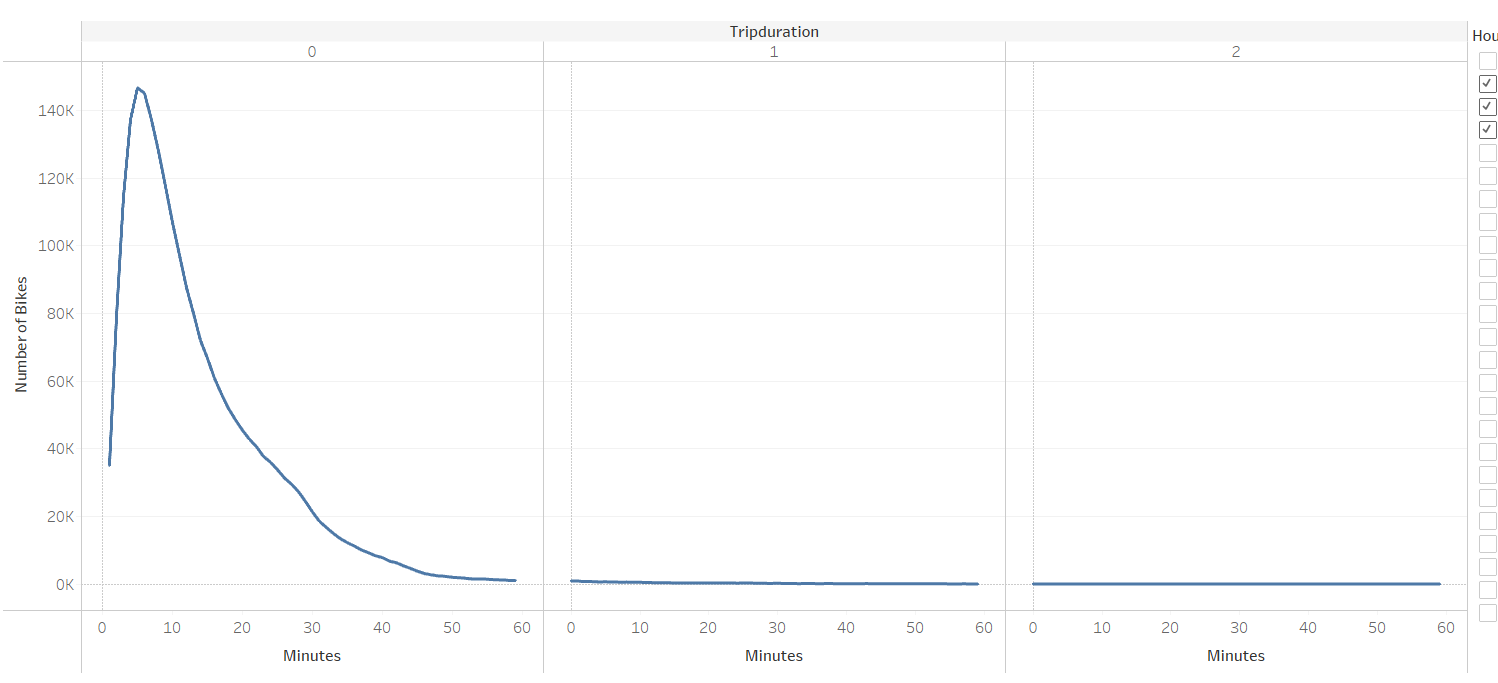 Tripduration
Hou
0 1 2
140K
120K
100K
80K
60K
40K
20K
0K
Number of Bikes
0 10 20 30 40 50 60 0 10 20 30 40 50 60 0 10 20 30 40 50 60
Minutes Minutes Minutes